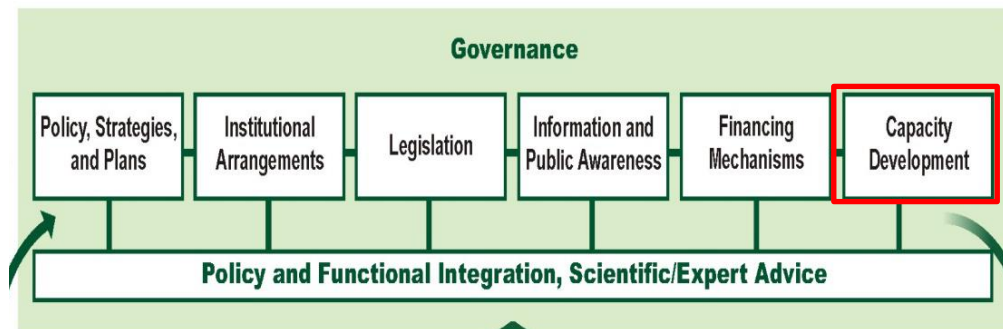 Governance
Policy, Strategies,
and Plans
Institutional
Arrangements
Legislation
Information and
Public Awareness
Financing
Mechanisms
Capacity
Development
Policy and Functional Integration, Scientific/Expert Advice